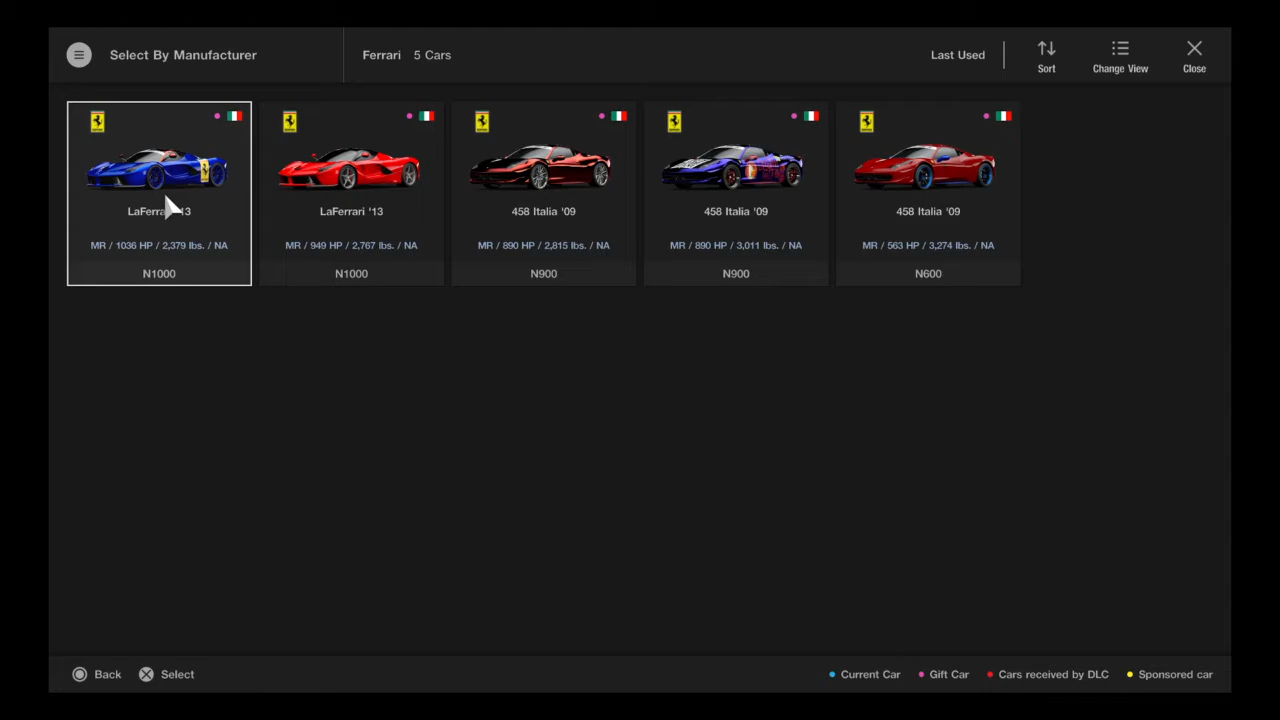 Select By Manufacturer
Ferrari 5 Cars
Last Used
Sort
Change View
Close
LaFerrari '13
MR / 1036 HP / 2,379 lbs. / NA
N1000
LaFerrari '13
MR / 949 HP / 2,767 lbs. / NA
N1000
458 Italia '09
MR / 890 HP / 2,815 lbs. / NA
N900
458 Italia '09
MR / 890 HP / 3,011 lbs. / NA
N900
458 Italia '09
MR / 563 HP / 3,274 lbs. / NA
N600
Back
Select
Current Car
Gift Car
Cars received by DLC
Sponsored car